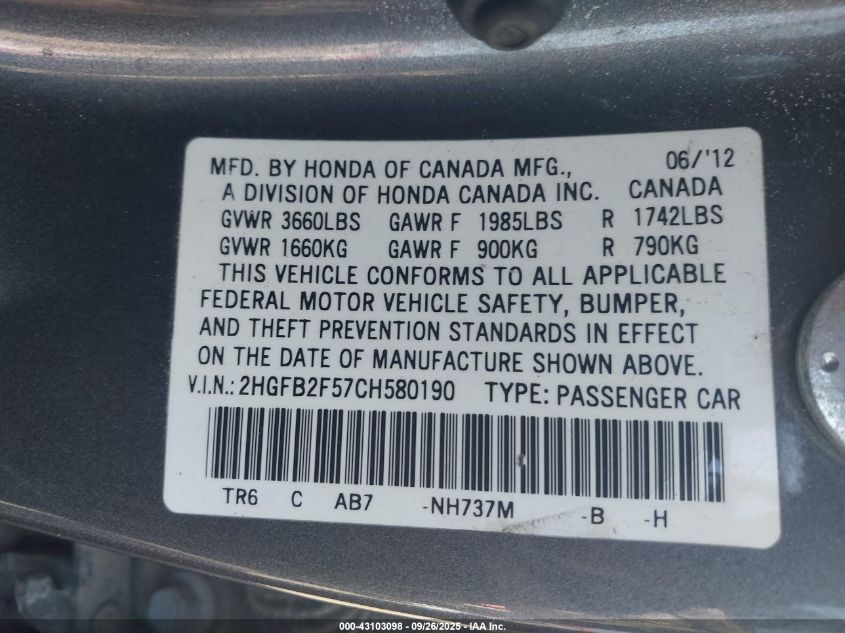 MFD. BY HONDA OF CANADA MFG., 06/'12
A DIVISION OF HONDA CANADA INC. CANADA
GVWR 3660LBS GAWR F 1985LBS R 1742LBS
GVWR 1660KG GAWR F 900KG R 790KG
THIS VEHICLE CONFORMS TO ALL APPLICABLE
FEDERAL MOTOR VEHICLE SAFETY, BUMPER,
AND THEFT PREVENTION STANDARDS IN EFFECT
ON THE DATE OF MANUFACTURE SHOWN ABOVE.
V.I.N.: 2HGFB2F57CH580190 TYPE: PASSENGER CAR
TR6 C AB7 -NH737M -B -H
000-43103098 - 09/26/2025 - IAA Inc.